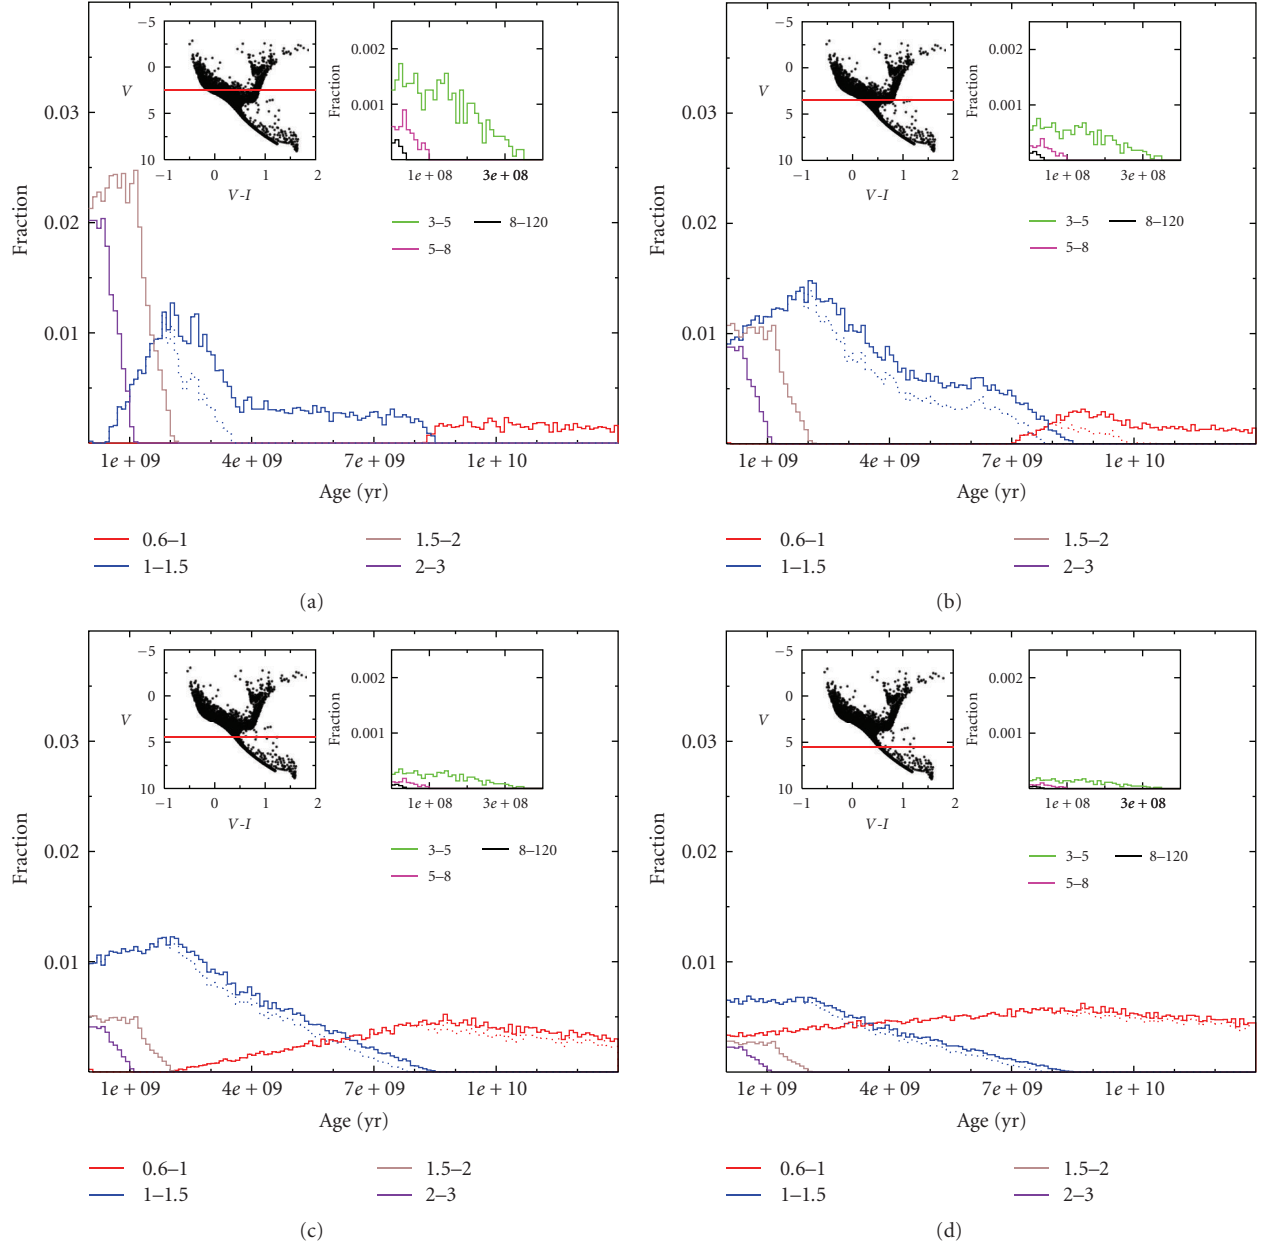 −5
0
5
10
V
−1
0
1
2
V-I
0.002
0.001
Fraction
1e + 08
3e + 08
3–5
8–120
5–8
0.03
0.02
0.01
Fraction
1e + 09
4e + 09
7e + 09
1e + 10
Age (yr)
0.6–1
1.5–2
1–1.5
2–3
(a)
−5
0
5
10
V
−1
0
1
2
V-I
0.002
0.001
Fraction
1e + 08
3e + 08
3–5
8–120
5–8
0.03
0.02
0.01
Fraction
1e + 09
4e + 09
7e + 09
1e + 10
Age (yr)
0.6–1
1.5–2
1–1.5
2–3
(b)
−5
0
5
10
V
−1
0
1
2
V-I
0.002
0.001
Fraction
1e + 08
3e + 08
3–5
8–120
5–8
0.03
0.02
0.01
Fraction
1e + 09
4e + 09
7e + 09
1e + 10
Age (yr)
0.6–1
1.5–2
1–1.5
2–3
(c)
−5
0
5
10
V
−1
0
1
2
V-I
0.002
0.001
Fraction
1e + 08
3e + 08
3–5
8–120
5–8
0.03
0.02
0.01
Fraction
1e + 09
4e + 09
7e + 09
1e + 10
Age (yr)
0.6–1
1.5–2
1–1.5
2–3
(d)